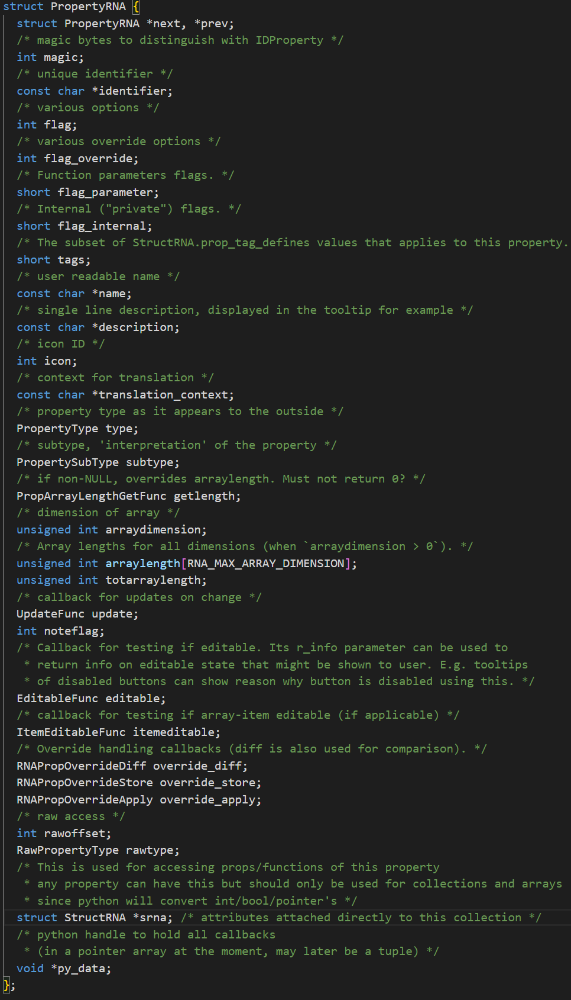 struct PropertyRNA {
struct PropertyRNA *next, *prev;
/* magic bytes to distinguish with IDProperty */
int magic;
/* unique identifier */
const char *identifier;
/* various options */
int flag;
/* various override options */
int flag_override;
/* Function parameters flags. */
short flag_parameter;
/* Internal ("private") flags. */
short flag_internal;
/* The subset of StructRNA.prop_tag_defines values that applies to this property.
short tags;
/* user readable name */
const char *name;
/* single line description, displayed in the tooltip for example */
const char *description;
/* icon ID */
int icon;
/* context for translation */
const char *translation_context;
/* property type as it appears to the outside */
PropertyType type;
/* subtype, 'interpretation' of the property */
PropertySubType subtype;
/* if non-NULL, overrides arraylength. Must not return 0? */
PropArrayLengthGetFunc getlength;
/* dimension of array */
unsigned int arraydimension;
/* Array lengths for all dimensions (when `arraydimension > 0`). */
unsigned int arraylength[RNA_MAX_ARRAY_DIMENSION];
unsigned int totarraylength;
/* callback for updates on change */
UpdateFunc update;
int noteflag;
/* Callback for testing if editable. Its r_info parameter can be used to
* return info on editable state that might be shown to user. E.g. tooltips
* of disabled buttons can show reason why button is disabled using this. */
EditableFunc editable;
/* callback for testing if array-item editable (if applicable) */
ItemEditableFunc itemeditable;
/* Override handling callbacks (diff is also used for comparison). */
RNAPropOverrideDiff override_diff;
RNAPropOverrideStore override_store;
RNAPropOverrideApply override_apply;
/* raw access */
int rawoffset;
RawPropertyType rawtype;
/* This is used for accessing props/functions of this property
* any property can have this but should only be used for collections and arrays
* since python will convert int/bool/pointer's */
struct StructRNA *srna; /* attributes attached directly to this collection */
/* python handle to hold all callbacks
* (in a pointer array at the moment, may later be a tuple) */
void *py_data;
};